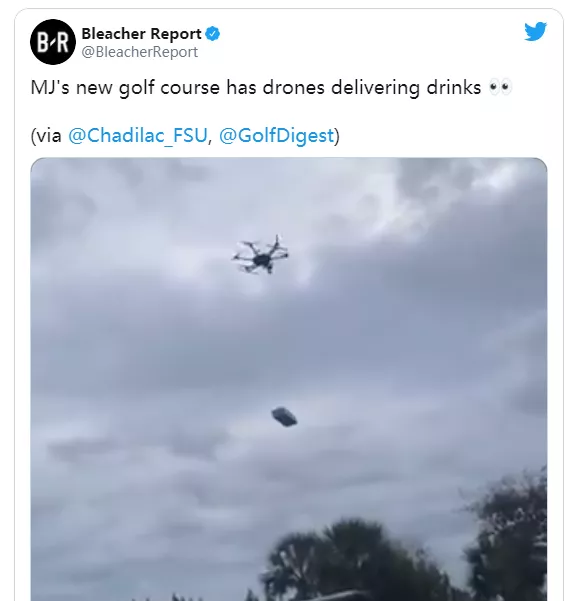 B·R
Bleacher Report
@BleacherReport
MJ's new golf course has drones delivering drinks 👀
(via @Chadilac_FSU, @GolfDigest)